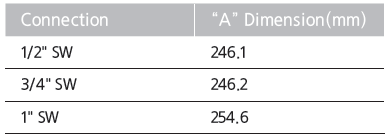 Connection “A” Dimension(mm)
1/2" SW 246.1
3/4" SW 246.2
1" SW 254.6